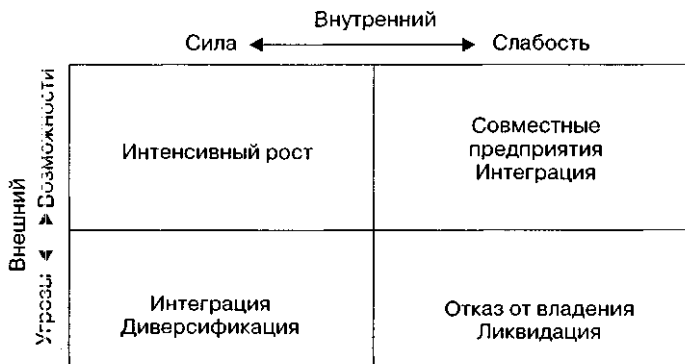 Внутренний
Сила
Слабость
Внешний
Возможности
Угрозы
Интенсивный рост
Совместные
предприятия
Интеграция
Интеграция
Диверсификация
Отказ от владения
Ликвидация